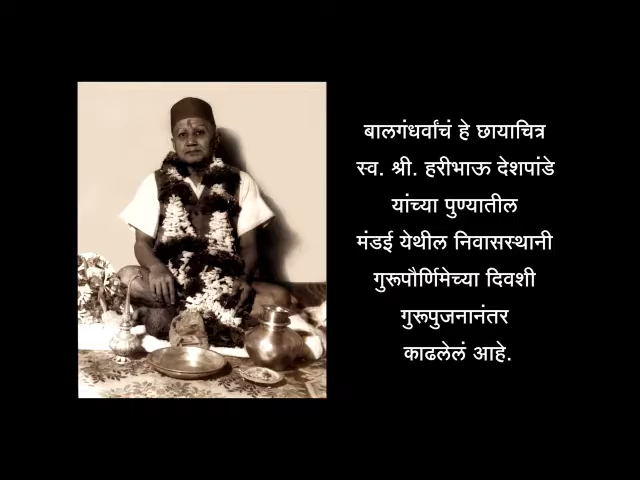 बालगंधर्वांचं हे छायाचित्र
स्व. श्री. हरीभाऊ देशपांडे
यांच्या पुण्यातील
मंडई येथील निवासस्थानी
गुरूपौर्णिमेच्या दिवशी
गुरूपुजनानंतर
काढलेलं आहे.